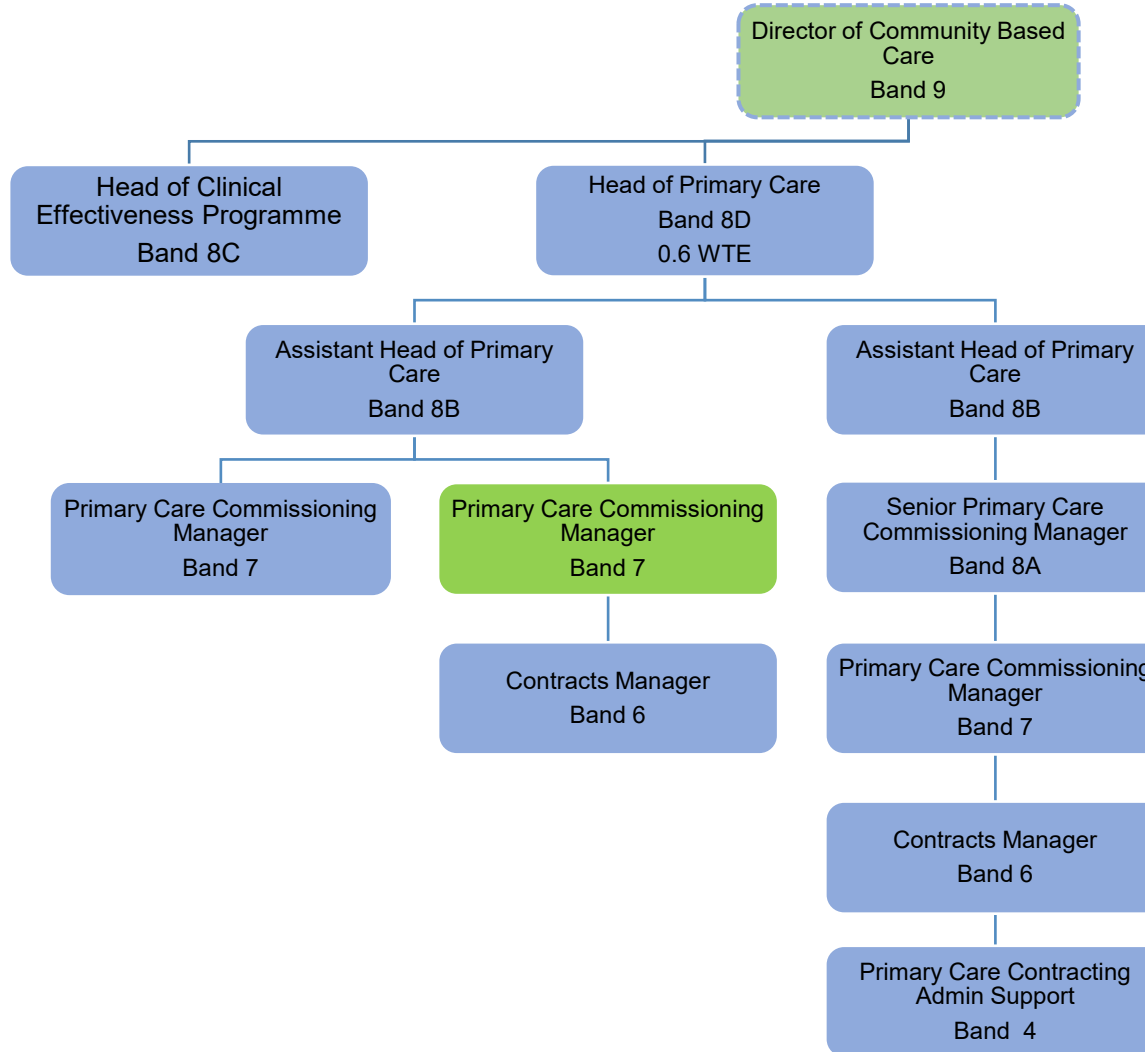 Director of Community Based
Care
Band 9
Head of Clinical
Effectiveness Programme
Band 8C
Head of Primary Care
Band 8D
0.6 WTE
Assistant Head of Primary
Care
Band 8B
Assistant Head of Primary
Care
Band 8B
Primary Care Commissioning
Manager
Band 7
Primary Care Commissioning
Manager
Band 7
Senior Primary Care
Commissioning Manager
Band 8A
Contracts Manager
Band 6
Primary Care Commissioning
Manager
Band 7
Contracts Manager
Band 6
Primary Care Contracting
Admin Support
Band  4